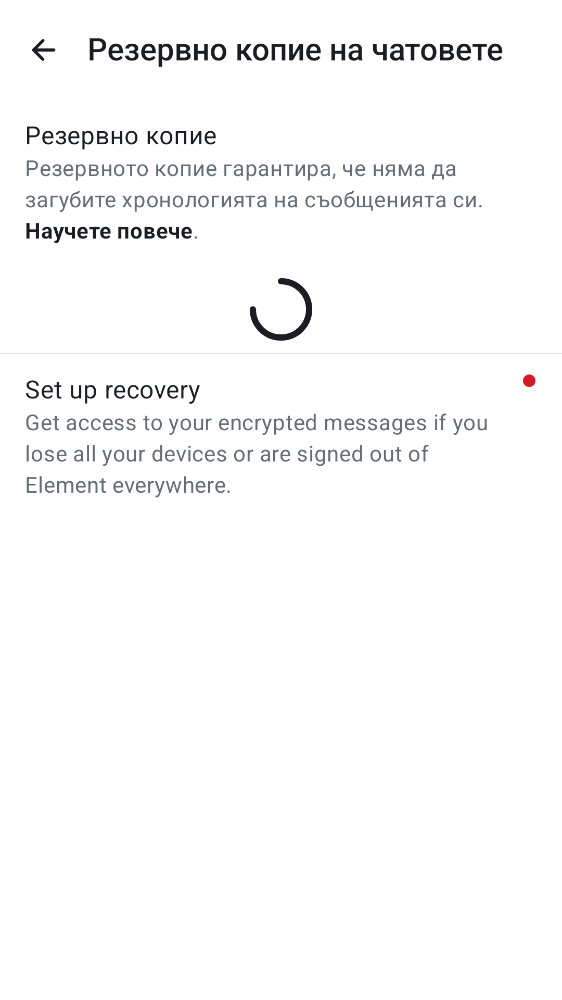 Резервно копие на чатовете
Резервно копие
Резервното копие гарантира, че няма да
загубите хронологията на съобщенията си.
Научете повече.
Set up recovery
Get access to your encrypted messages if you
lose all your devices or are signed out of
Element everywhere.